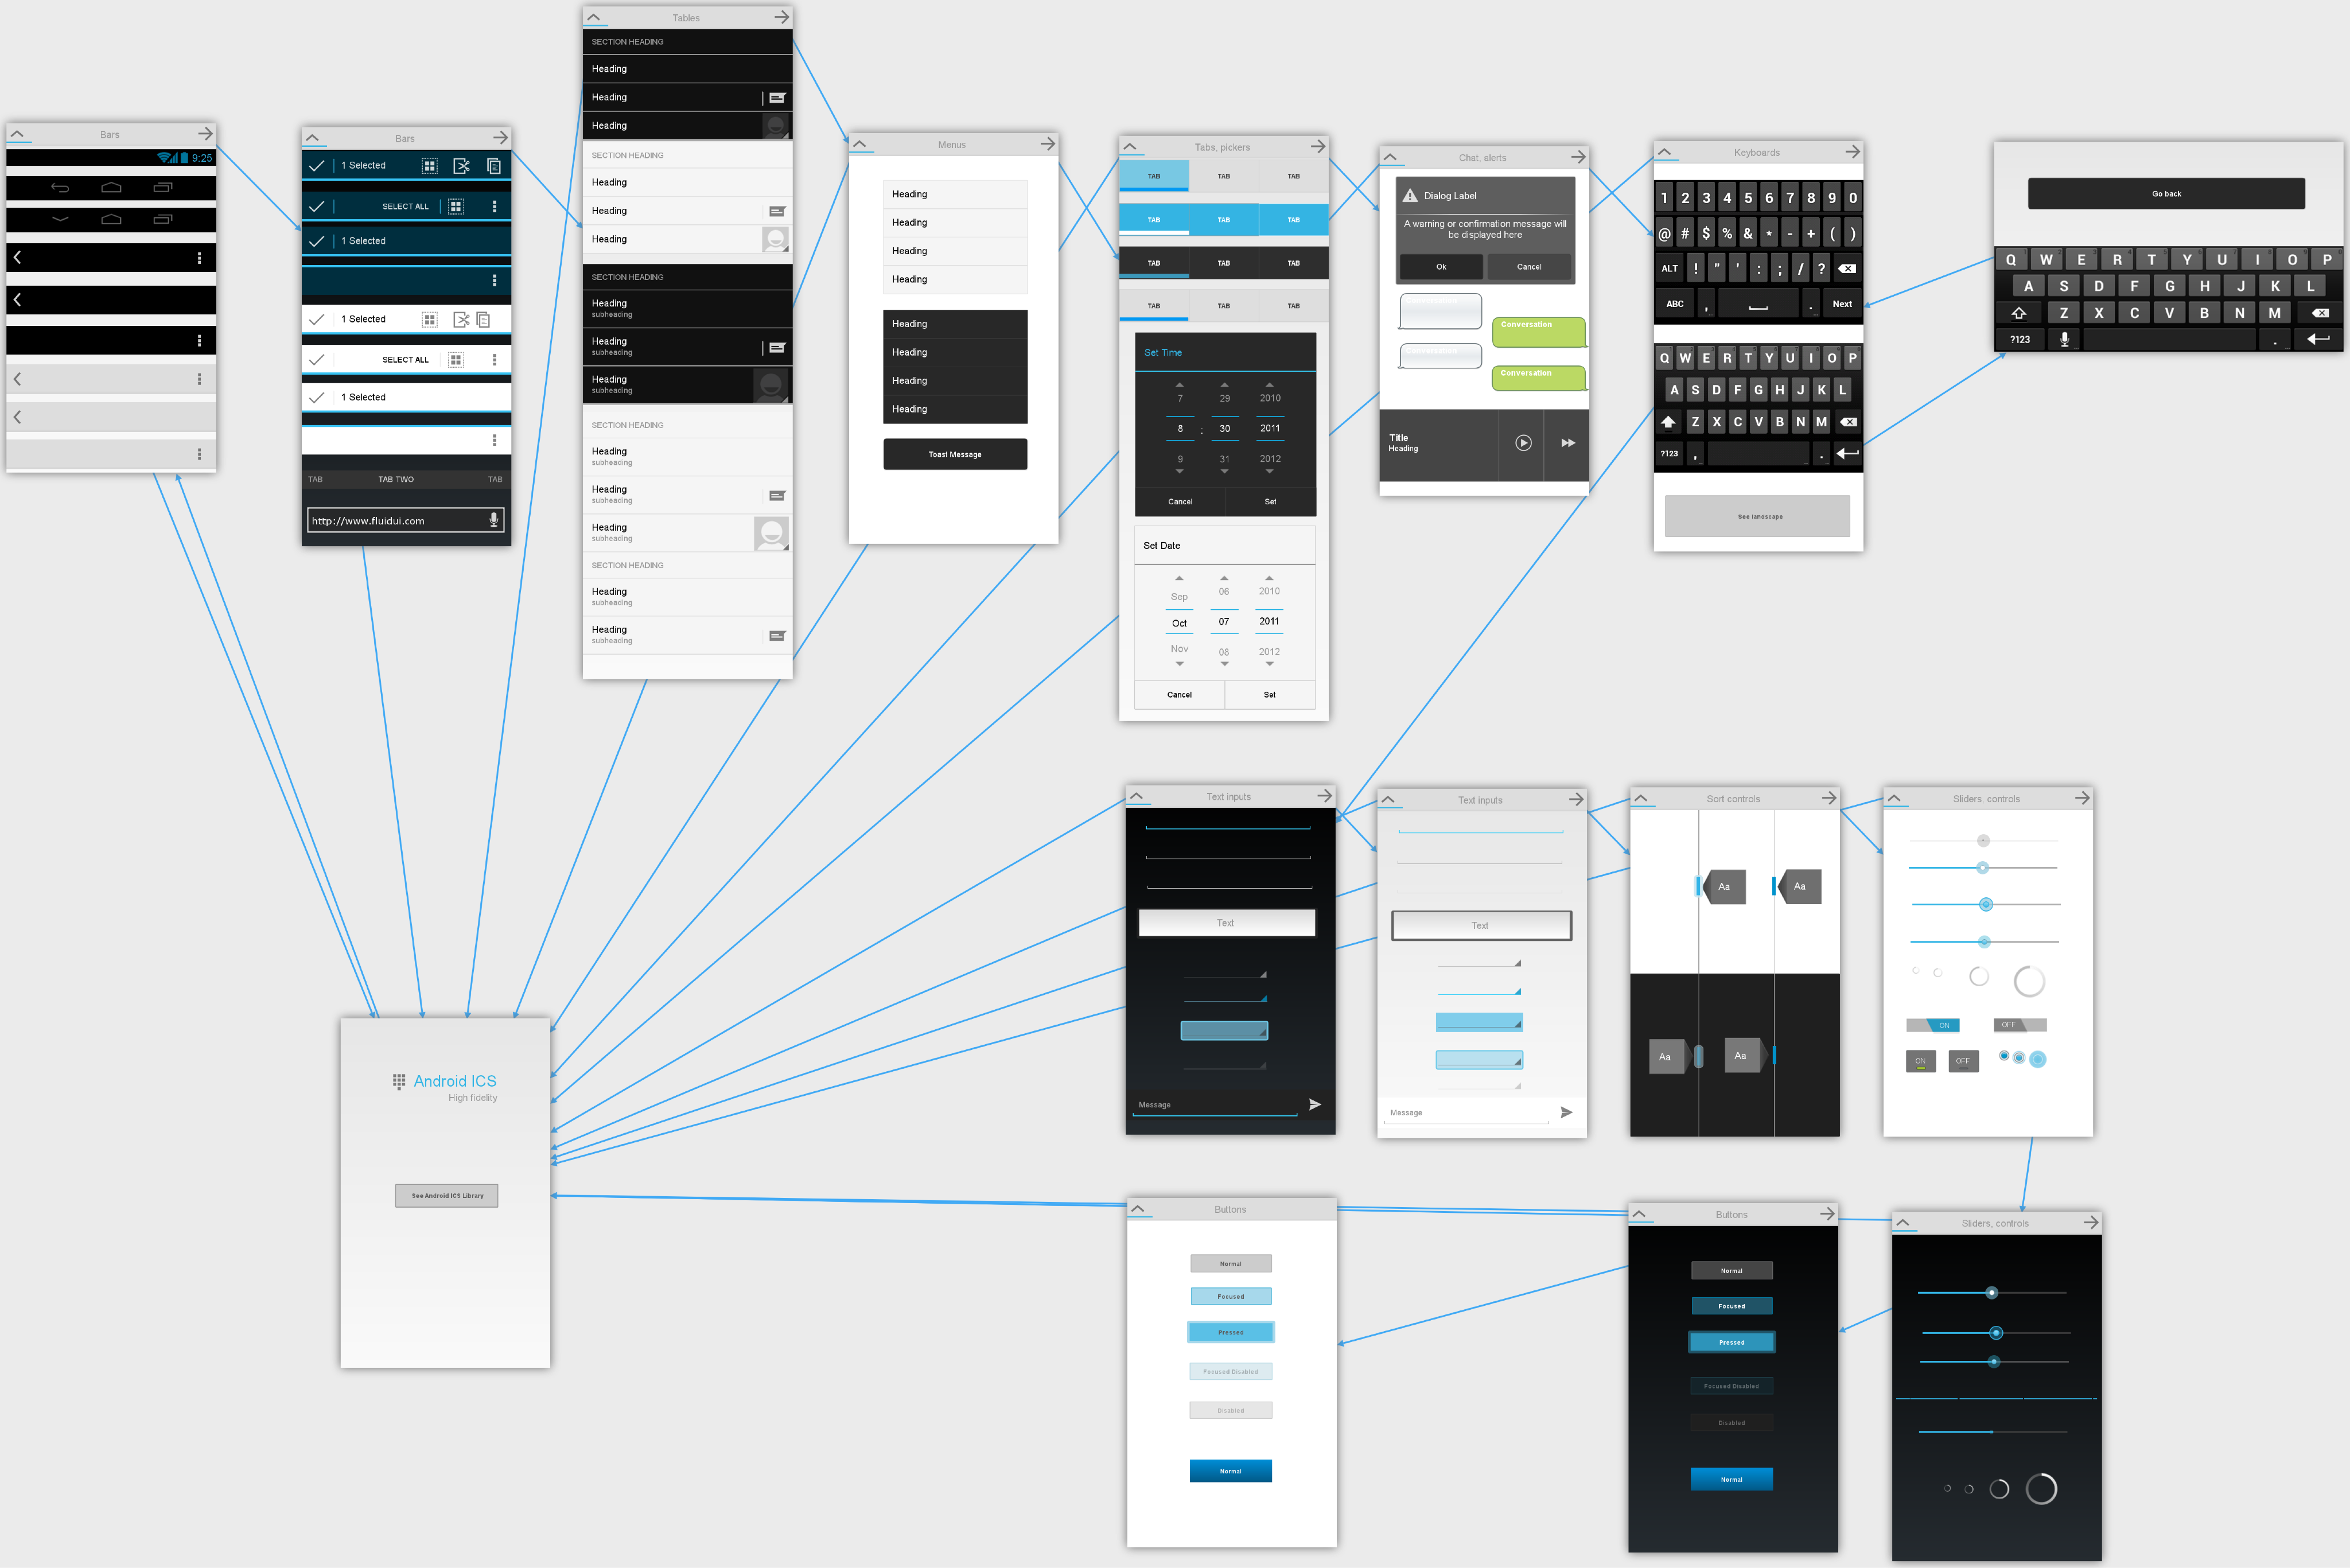 Bars
9:25
Bars
1 Selected
SELECT ALL
1 Selected
1 Selected
SELECT ALL
1 Selected
TAB TAB TWO TAB
http://www.fluidui.com
Tables
SECTION HEADING
Heading
Heading
Heading
SECTION HEADING
Heading
Heading
Heading
SECTION HEADING
Heading
subheading
Heading
subheading
Heading
subheading
SECTION HEADING
Heading
subheading
Heading
subheading
Heading
subheading
SECTION HEADING
Heading
subheading
Heading
subheading
Menus
Heading
Heading
Heading
Heading
Heading
Heading
Heading
Heading
Toast Message
Tabs, pickers
TAB TAB TAB
TAB TAB TAB
TAB TAB TAB
TAB TAB TAB
Set Time
7 29 2010
8 : 30 2011
9 31 2012
Cancel Set
Set Date
Sep 06 2010
Oct 07 2011
Nov 08 2012
Cancel Set
Chat, alerts
Dialog Label
A warning or confirmation message will
be displayed here
Ok Cancel
Conversation
Conversation
Title
Heading
Keyboards
1 2 3 4 5 6 7 8 9 0
@ # $ % & * - + ( )
ALT ! " ' : ; / ?
ABC , . Next
Q W E R T Y U I O P
A S D F G H J K L
Z X C V B N M
?123 , .
See landscape
Go back
Q W E R T Y U I O P
A S D F G H J K L
Z X C V B N M
?123 .
Text inputs
Text
Message
Text inputs
Text
Message
Sort controls
Aa Aa
Aa Aa
Sliders, controls
ON OFF
ON OFF
Android ICS
High fidelity
See Android ICS Library
Buttons
Normal
Focused
Pressed
Focused Disabled
Disabled
Normal
Buttons
Normal
Focused
Pressed
Focused Disabled
Disabled
Normal
Sliders, controls